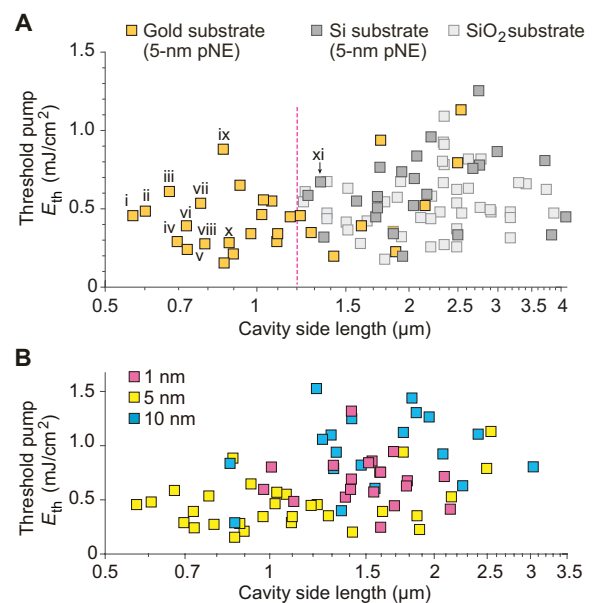 A
Gold substrate
(5-nm pNE)
Si substrate
(5-nm pNE)
SiO2 substrate
Threshold pump
Eth (mJ/cm2)
1.5
1.0
0.5
0
i
ii
iii
iv
v
vi
vii
viii
ix
x
xi
0.5
0.7
1
1.5
2
2.5
3
3.5
4
Cavity side length (µm)
B
1 nm
5 nm
10 nm
Threshold pump
Eth (mJ/cm2)
1.5
1.0
0.5
0
0.5
0.7
1
1.5
2
2.5
3
3.5
Cavity side length (µm)